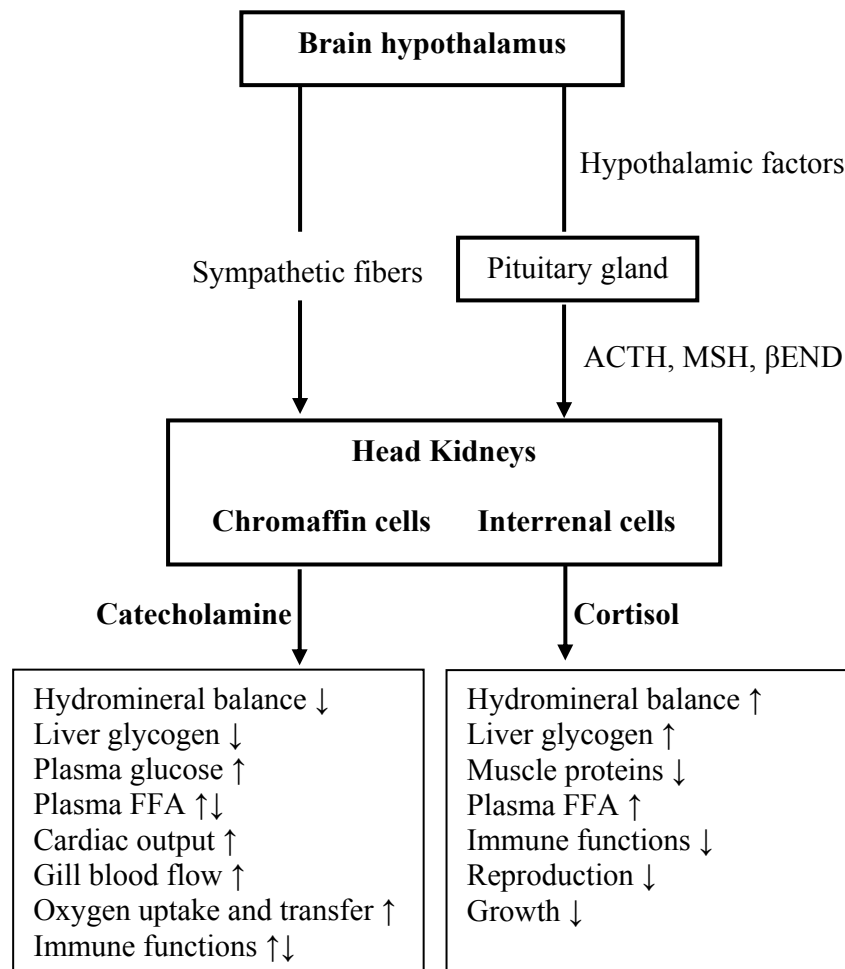 Brain hypothalamus
Hypothalamic factors
Sympathetic fibers
Pituitary gland
ACTH, MSH, βEND
Head Kidneys
Chromaffin cells
Interrenal cells
Catecholamine
Cortisol
Hydromineral balance ↓
Liver glycogen ↓
Plasma glucose ↑
Plasma FFA ↑↓
Cardiac output ↑
Gill blood flow ↑
Oxygen uptake and transfer ↑
Immune functions ↑↓
Hydromineral balance ↑
Liver glycogen ↑
Muscle proteins ↓
Plasma FFA ↑
Immune functions ↓
Reproduction ↓
Growth ↓